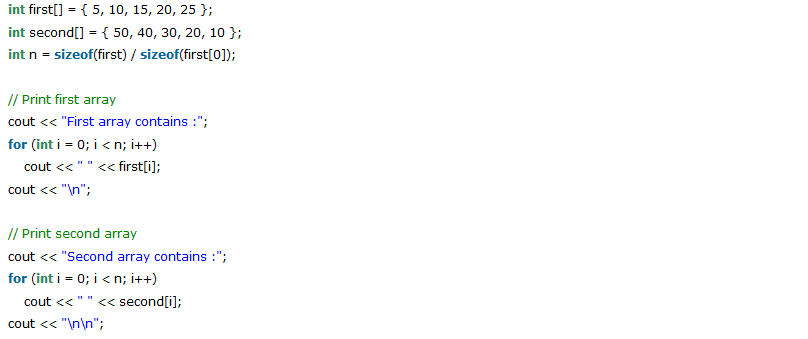 int first[] = { 5, 10, 15, 20, 25 };
int second[] = { 50, 40, 30, 20, 10 };
int n = sizeof(first) / sizeof(first[0]);
// Print first array
cout << "First array contains :";
for (int i = 0; i < n; i++)
cout << " " << first[i];
cout << "\n";
// Print second array
cout << "Second array contains :";
for (int i = 0; i < n; i++)
cout << " " << second[i];
cout << "\n\n";